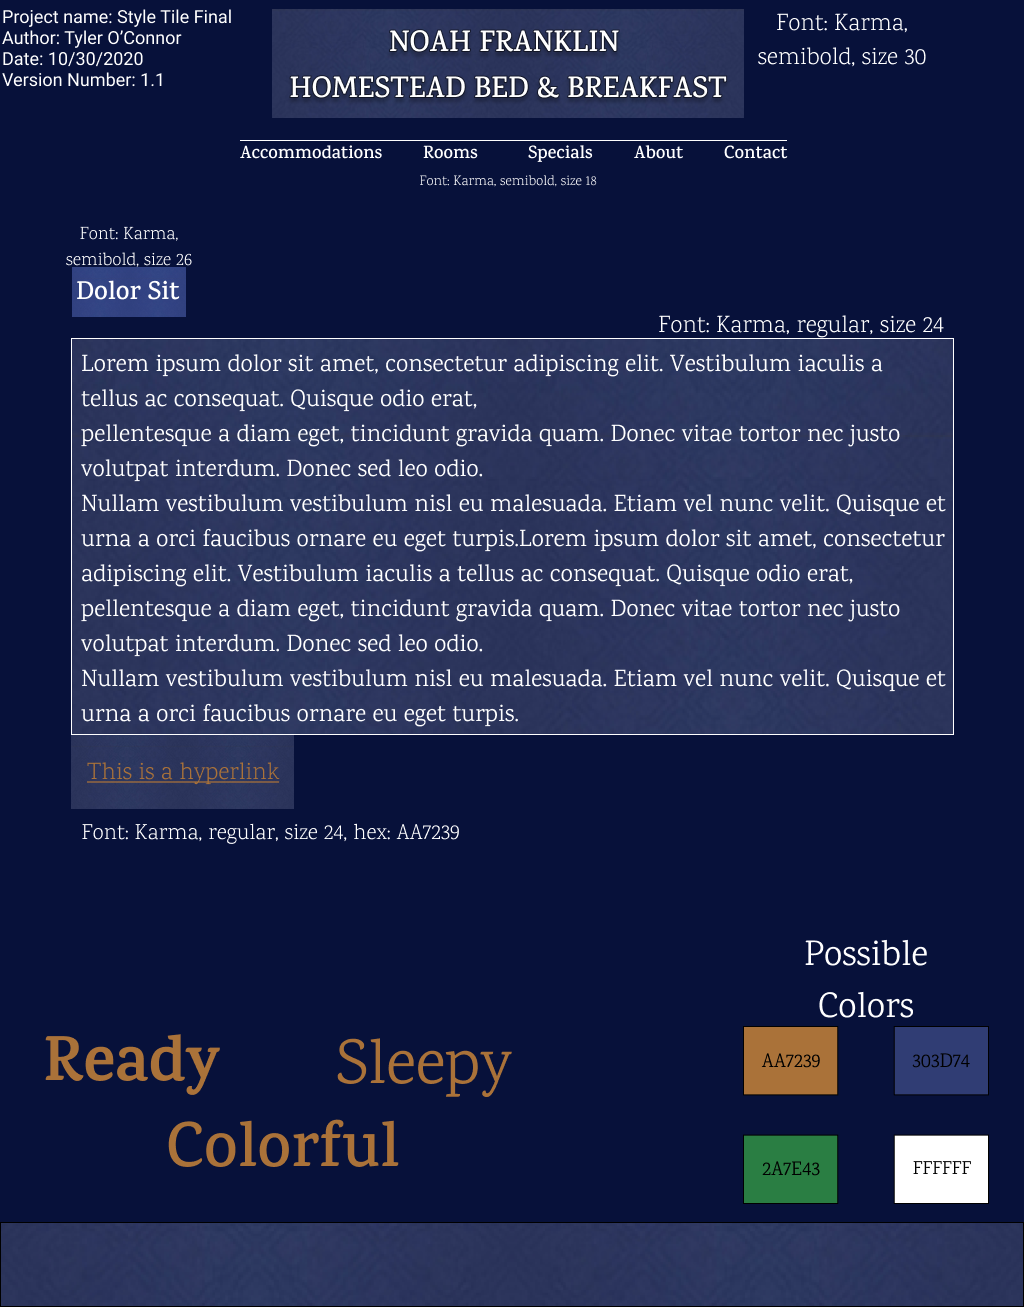 Project name: Style Tile Final
Author: Tyler O’Connor
Date: 10/30/2020
Version Number: 1.1
NOAH FRANKLIN
HOMESTEAD BED & BREAKFAST
Font: Karma,
semibold, size 30
Accommodations Rooms Specials About Contact
Font: Karma, semibold, size 18
Font: Karma,
semibold, size 26
Dolor Sit
Font: Karma, regular, size 24
Lorem ipsum dolor sit amet, consectetur adipiscing elit. Vestibulum iaculis a
tellus ac consequat. Quisque odio erat,
pellentesque a diam eget, tincidunt gravida quam. Donec vitae tortor nec justo
volutpat interdum. Donec sed leo odio.
Nullam vestibulum vestibulum nisl eu malesuada. Etiam vel nunc velit. Quisque et
urna a orci faucibus ornare eu eget turpis.Lorem ipsum dolor sit amet, consectetur
adipiscing elit. Vestibulum iaculis a tellus ac consequat. Quisque odio erat,
pellentesque a diam eget, tincidunt gravida quam. Donec vitae tortor nec justo
volutpat interdum. Donec sed leo odio.
Nullam vestibulum vestibulum nisl eu malesuada. Etiam vel nunc velit. Quisque et
urna a orci faucibus ornare eu eget turpis.
This is a hyperlink
Font: Karma, regular, size 24, hex: AA7239
Possible
Colors
Ready Sleepy
Colorful
AA7239 303D74
2A7E43 FFFFFF